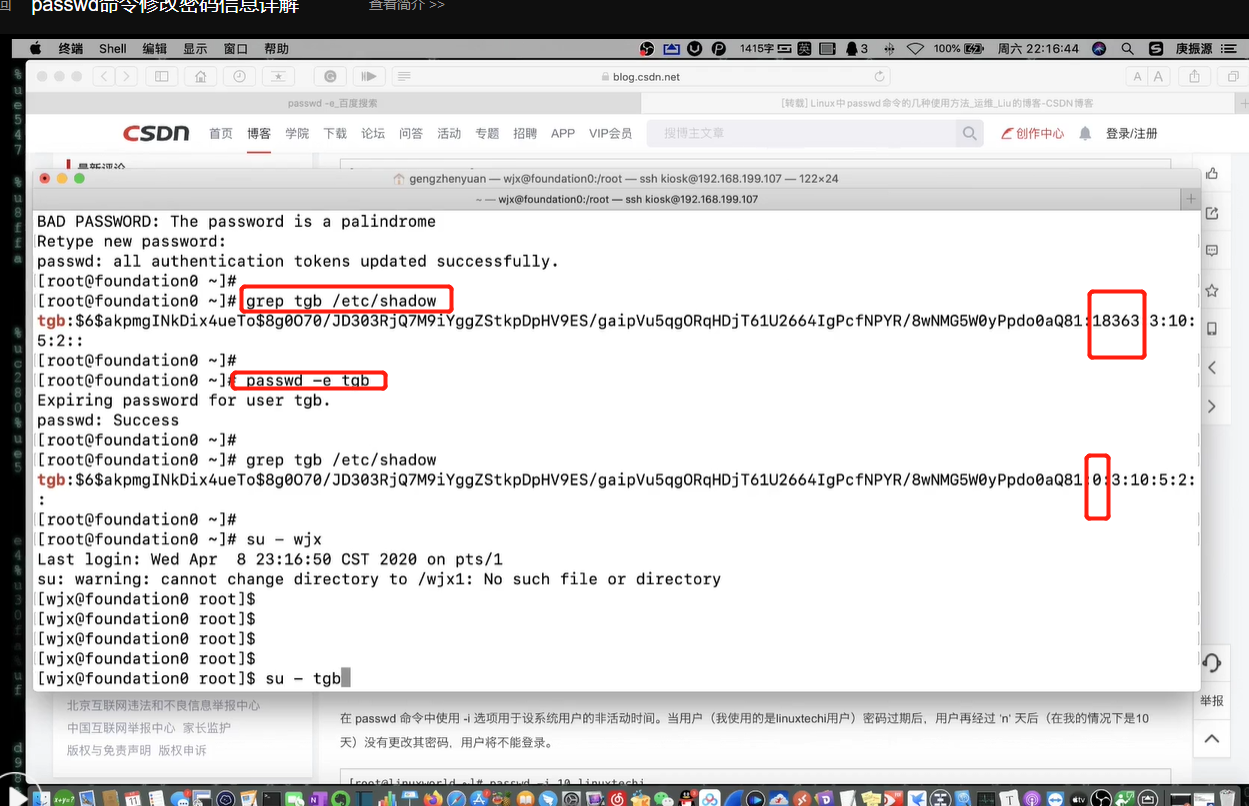 回 passwd命令修改密码信息详解 查看简介 >>
终端 Shell 编辑 显示 窗口 帮助 1415字 英 3 100% 周六 22:16:44 庚振源
blog.csdn.net
A A
passwd -e_百度搜索 [转载] Linux中passwd命令的几种使用方法_运维_Liu的博客-CSDN博客
CSDN 首页 博客 学院 下载 论坛 问答 活动 专题 招聘 APP VIP会员 搜博主文章 创作中心 登录/注册
最新评论
gengzhenyuan — wjx@foundation0:/root — ssh kiosk@192.168.199.107 — 122×24
~ — wjx@foundation0:/root — ssh kiosk@192.168.199.107
BAD PASSWORD: The password is a palindrome
Retype new password:
passwd: all authentication tokens updated successfully.
[root@foundation0 ~]#
[root@foundation0 ~]# grep tgb /etc/shadow
tgb:$6$akpmgINkDix4ueTo$8g0O70/JD303RjQ7M9iYggZStkpDpHV9ES/gaipVu5qgORqHDjT61U2664IgPcfNPYR/8wNMG5W0yPpdo0aQ81:18363:3:10:
5:2::
[root@foundation0 ~]#
[root@foundation0 ~]# passwd -e tgb
Expiring password for user tgb.
passwd: Success
[root@foundation0 ~]#
[root@foundation0 ~]# grep tgb /etc/shadow
tgb:$6$akpmgINkDix4ueTo$8g0O70/JD303RjQ7M9iYggZStkpDpHV9ES/gaipVu5qgORqHDjT61U2664IgPcfNPYR/8wNMG5W0yPpdo0aQ81:0:3:10:5:2:
:
[root@foundation0 ~]#
[root@foundation0 ~]# su - wjx
Last login: Wed Apr  8 23:16:50 CST 2020 on pts/1
su: warning: cannot change directory to /wjx1: No such file or directory
[wjx@foundation0 root]$
[wjx@foundation0 root]$
[wjx@foundation0 root]$
[wjx@foundation0 root]$
[wjx@foundation0 root]$ su - tgb
举报
北京互联网违法和不良信息举报中心
中国互联网举报中心 家长监护
版权与免责声明 版权申诉
在 passwd 命令中使用 -i 选项用于设系统用户的非活动时间。当用户（我使用的是linuxtechi用户）密码过期后，用户再经过 'n' 天后（在我的情况下是10
天）没有更改其密码，用户将不能登录。
[root@linuxworld ~]# passwd -i 10 linuxtechi